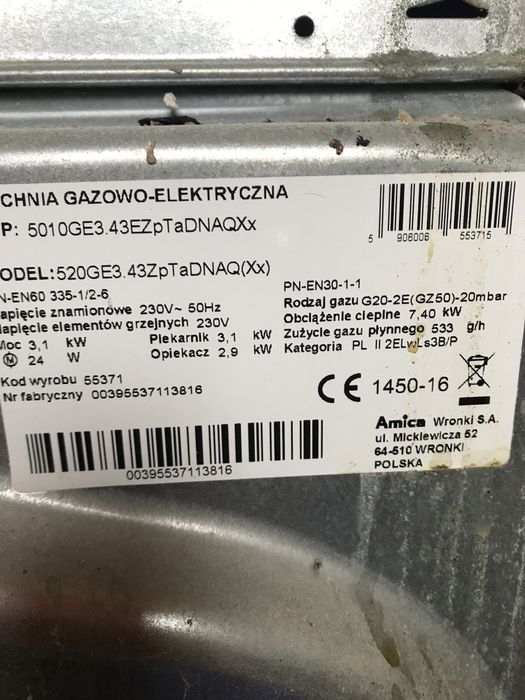 CHNIA GAZOWO-ELEKTRYCZNA
P: 5010GE3.43EZpTaDNAQXx
5 906006 553715
ODEL:520GE3.43ZpTaDNAQ(Xx)
N-EN60 335-1/2-6
apięcie znamionowe 230V~ 50Hz
Napięcie elementów grzejnych 230V
Moc 3,1 kW Piekarnik 3,1 kW
M 24 W Opiekacz 2,9 kW
PN-EN30-1-1
Rodzaj gazu G20-2E(GZ50)-20mbar
Obciążenie cieplne 7,40 kW
Zużycie gazu płynnego 533 g/h
Kategoria PL II 2ELwLs3B/P
Kod wyrobu 55371
Nr fabryczny 00395537113816
CE 1450-16
00395537113816
Amica Wronki S.A.
ul. Mickiewicza 52
64-510 WRONKI
POLSKA